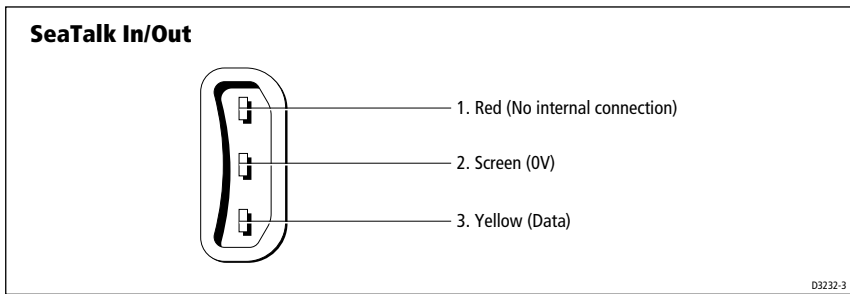 SeaTalk In/Out
1. Red (No internal connection)
2. Screen (0V)
3. Yellow (Data)
D3232-3